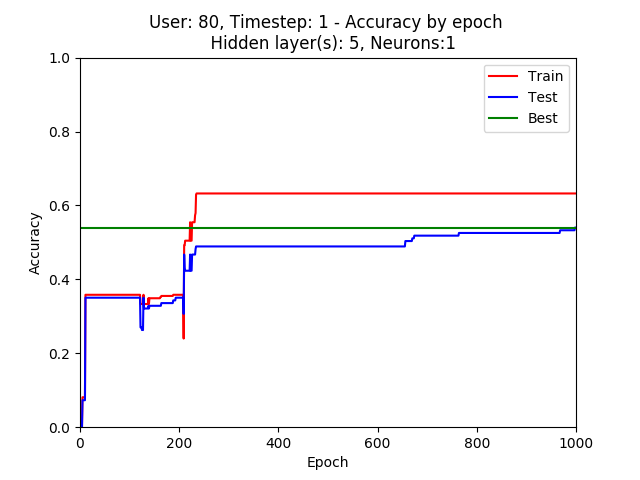 User: 80, Timestep: 1 - Accuracy by epoch
Hidden layer(s): 5, Neurons:1
1.0
0.8
0.6
0.4
0.2
0.0
Accuracy
Train
Test
Best
0 200 400 600 800 1000
Epoch